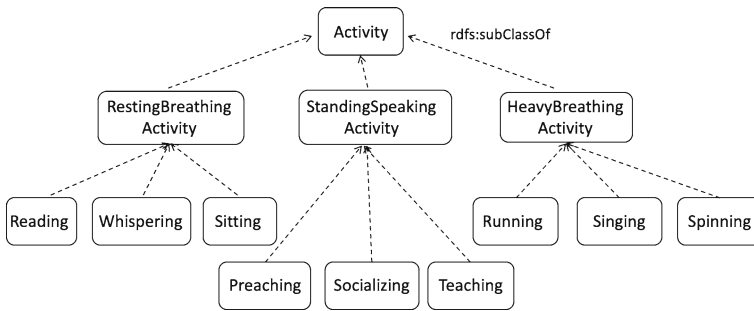 Activity
rdfs:subClassOf
RestingBreathing
Activity
StandingSpeaking
Activity
HeavyBreathing
Activity
Reading
Whispering
Sitting
Running
Singing
Spinning
Preaching
Socializing
Teaching